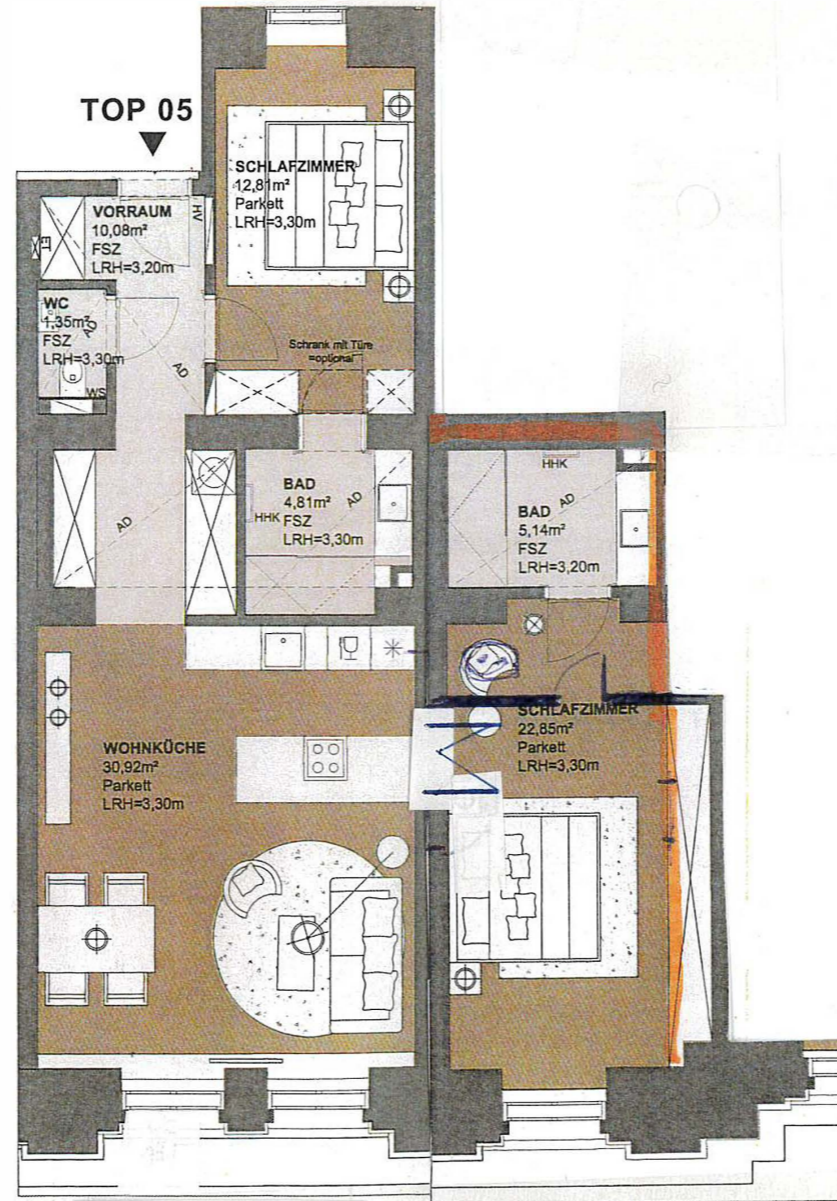 TOP 05
SCHLAFZIMMER
12,81m²
Parkett
LRH=3,30m
VORRAUM
10,08m²
FSZ
LRH=3,20m
HV
WC
1,35m²
FSZ
LRH=3,30m
AD
WS
AD
Schrank mit Türe
=optional
AD
BAD
4,81m²
FSZ
LRH=3,30m
HHK
AD
HHK
BAD
5,14m²
FSZ
LRH=3,20m
AD
WOHNKÜCHE
30,92m²
Parkett
LRH=3,30m
SCHLAFZIMMER
22,85m²
Parkett
LRH=3,30m